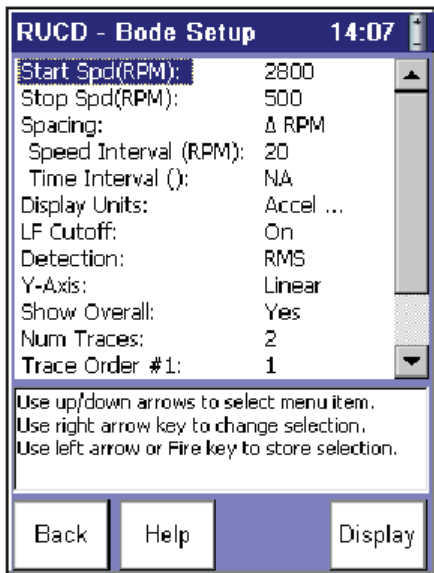 RUCD - Bode Setup 14:07
Start Spd(RPM): 2800
Stop Spd(RPM): 500
Spacing: Δ RPM
Speed Interval (RPM): 20
Time Interval (): NA
Display Units: Accel ...
LF Cutoff: On
Detection: RMS
Y-Axis: Linear
Show Overall: Yes
Num Traces: 2
Trace Order #1: 1
Use up/down arrows to select menu item.
Use right arrow key to change selection.
Use left arrow or Fire key to store selection.
Back Help Display